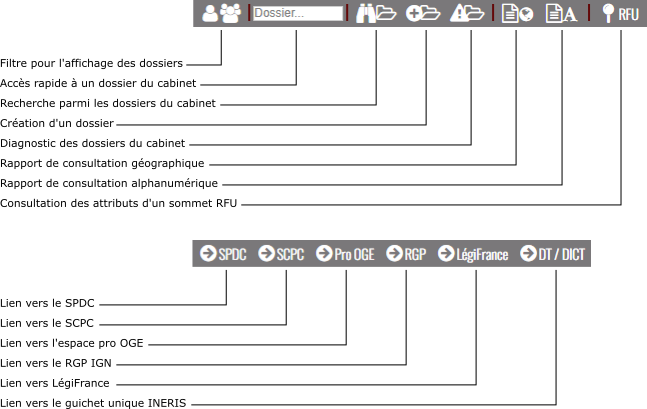 Dossier... A RFU
Filtre pour l'affichage des dossiers
Accès rapide à un dossier du cabinet
Recherche parmi les dossiers du cabinet
Création d'un dossier
Diagnostic des dossiers du cabinet
Rapport de consultation géographique
Rapport de consultation alphanumérique
Consultation des attributs d'un sommet RFU
SPDC SCPC Pro OGE RGP LégiFrance DT / DICT
Lien vers le SPDC
Lien vers le SCPC
Lien vers l'espace pro OGE
Lien vers le RGP IGN
Lien vers LégiFrance
Lien vers le guichet unique INERIS